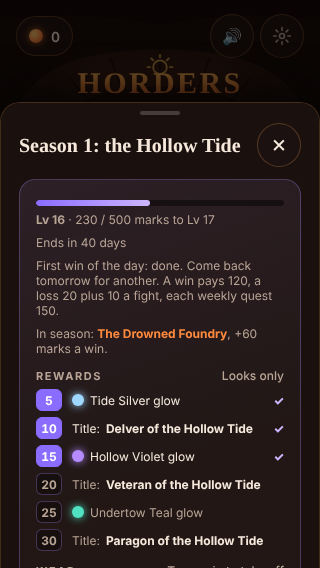 0
HORDERS
Season 1: the Hollow Tide
Lv 16 · 230 / 500 marks to Lv 17
Ends in 40 days
First win of the day: done. Come back
tomorrow for another. A win pays 120, a
loss 20 plus 10 a fight, each weekly quest
150.
In season: The Drowned Foundry, +60
marks a win.
REWARDS Looks only
5 Tide Silver glow
10 Title: Delver of the Hollow Tide
15 Hollow Violet glow
20 Title: Veteran of the Hollow Tide
25 Undertow Teal glow
30 Title: Paragon of the Hollow Tide